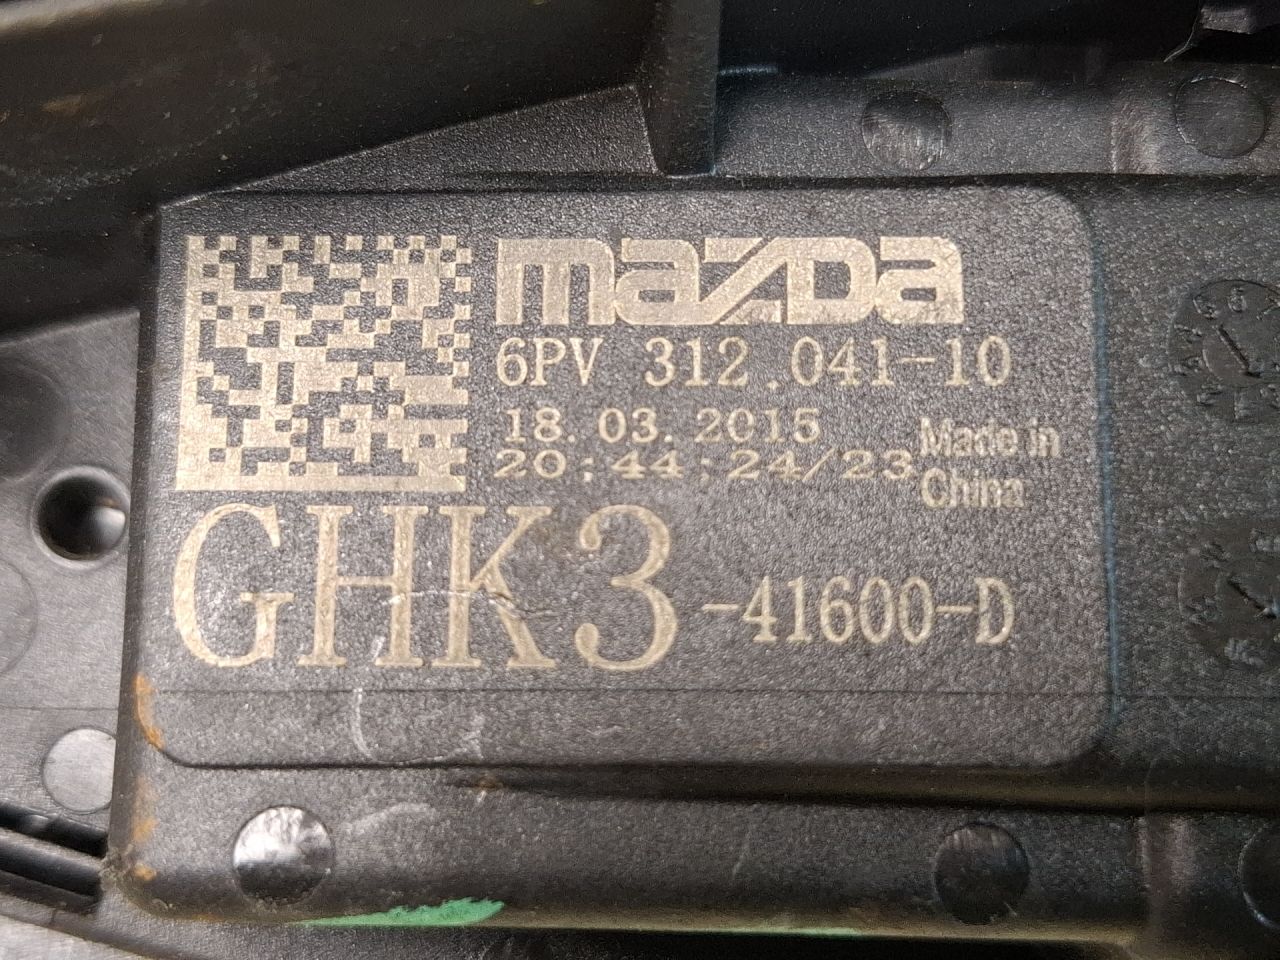 mazda
6PV 312.041-10
18.03.2015
20:44:24/23
Made in
China
GHK3-41600-D